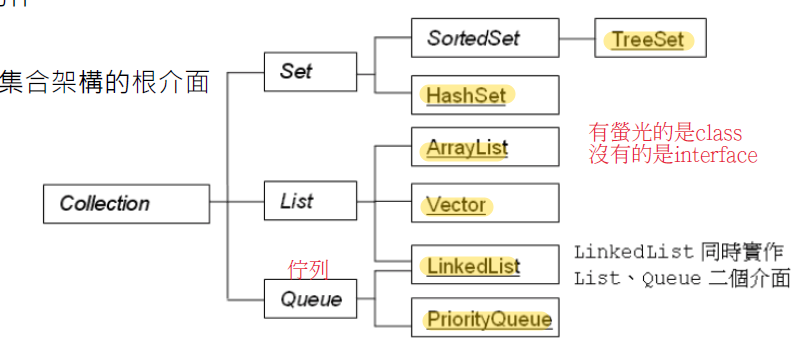 集合架構的根介面
Collection
Set
List
佇列
Queue
SortedSet
TreeSet
HashSet
ArrayList
Vector
LinkedList
PriorityQueue
有螢光的是class
沒有的是interface
LinkedList 同時實作
List、Queue 二個介面